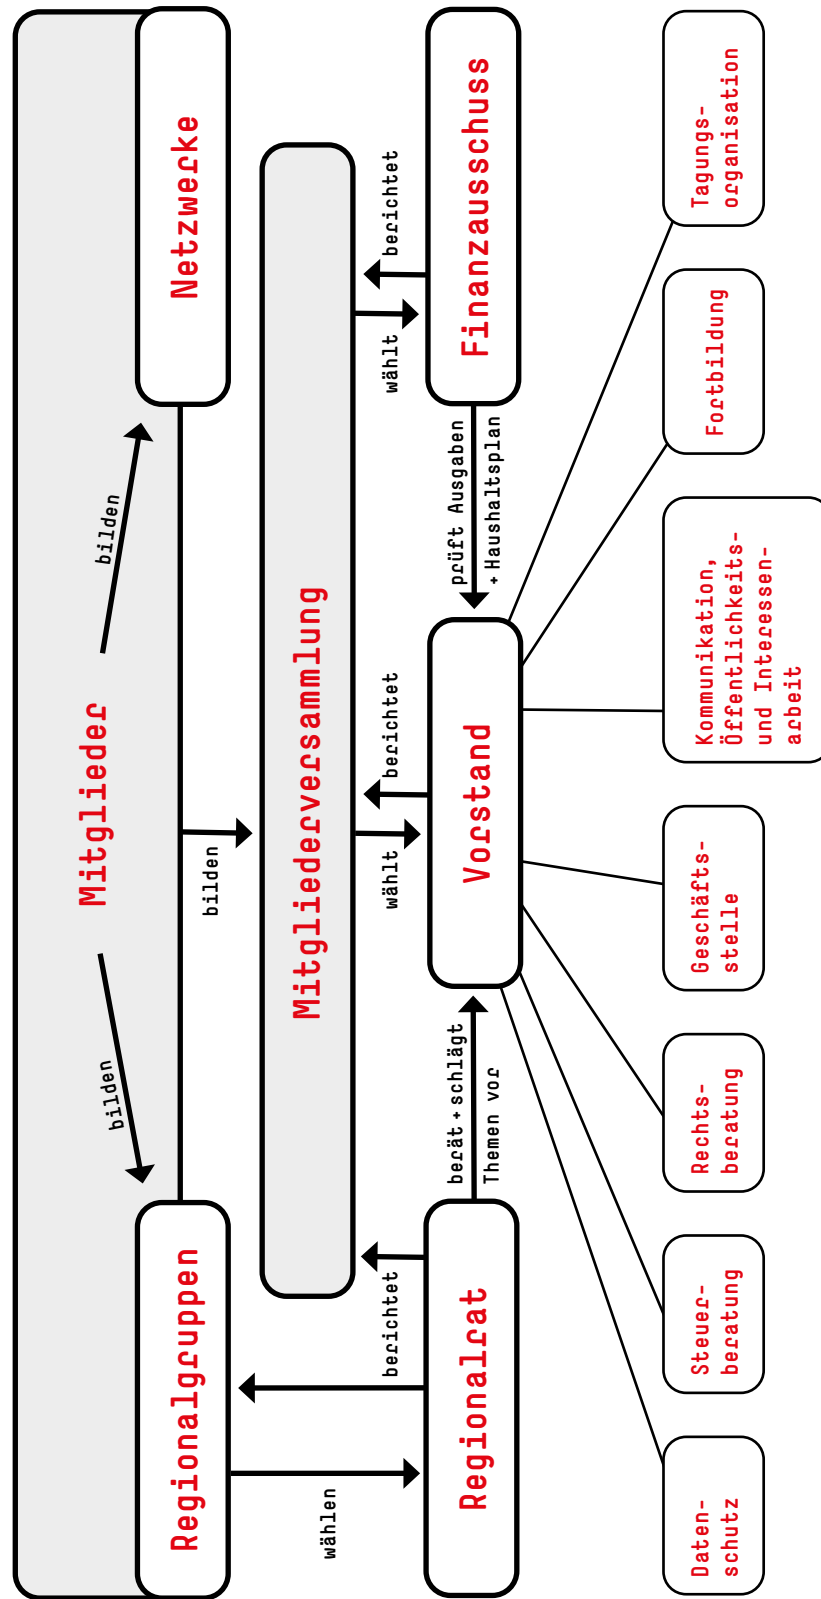 Mitglieder
bilden
bilden
Regionalgruppen
Netzwerke
bilden
Mitgliederversammlung
wählen
berichtet
wählt
berichtet
wählt
berichtet
Regionalrat
berät + schlägt
Themen vor
Vorstand
prüft Ausgaben
+ Haushaltsplan
Finanzausschuss
Daten-
schutz
Steuer-
beratung
Rechts-
beratung
Geschäfts-
stelle
Kommunikation,
Öffentlichkeits-
und Interessen-
arbeit
Fortbildung
Tagungs-
organisation